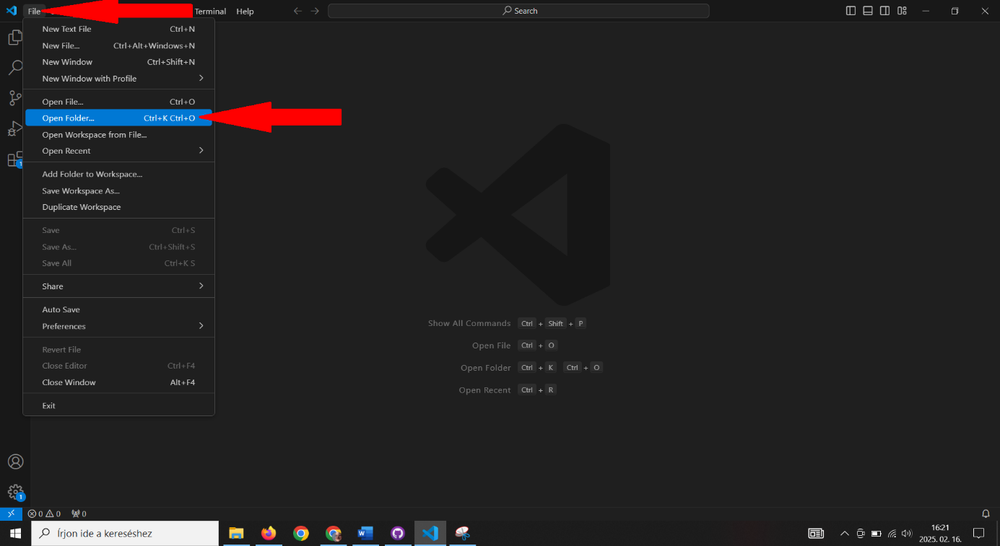 File Terminal Help
Search
New Text File Ctrl+N
New File... Ctrl+Alt+Windows+N
New Window Ctrl+Shift+N
New Window with Profile
Open File... Ctrl+O
Open Folder... Ctrl+K Ctrl+O
Open Workspace from File...
Open Recent
Add Folder to Workspace...
Save Workspace As...
Duplicate Workspace
Save Ctrl+S
Save As... Ctrl+Shift+S
Save All Ctrl+K S
Share
Auto Save
Preferences
Revert File
Close Editor Ctrl+F4
Close Window Alt+F4
Exit
1
Show All Commands Ctrl + Shift + P
Open File Ctrl + O
Open Folder Ctrl + K Ctrl + O
Open Recent Ctrl + R
1
0 0 0
Írjon ide a kereséshez
W
16:21
2025. 02. 16.